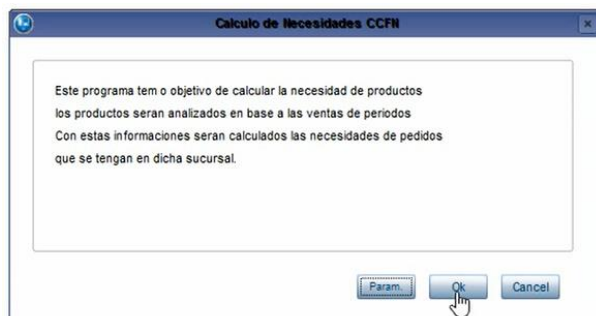 Calculo de Necesidades CCFN
Este programa tem o objetivo de calcular la necesidad de productos
los productos seran analizados en base a las ventas de periodos
Con estas informaciones seran calculados las necesidades de pedidos
que se tengan en dicha sucursal.
Param. Ok Cancel